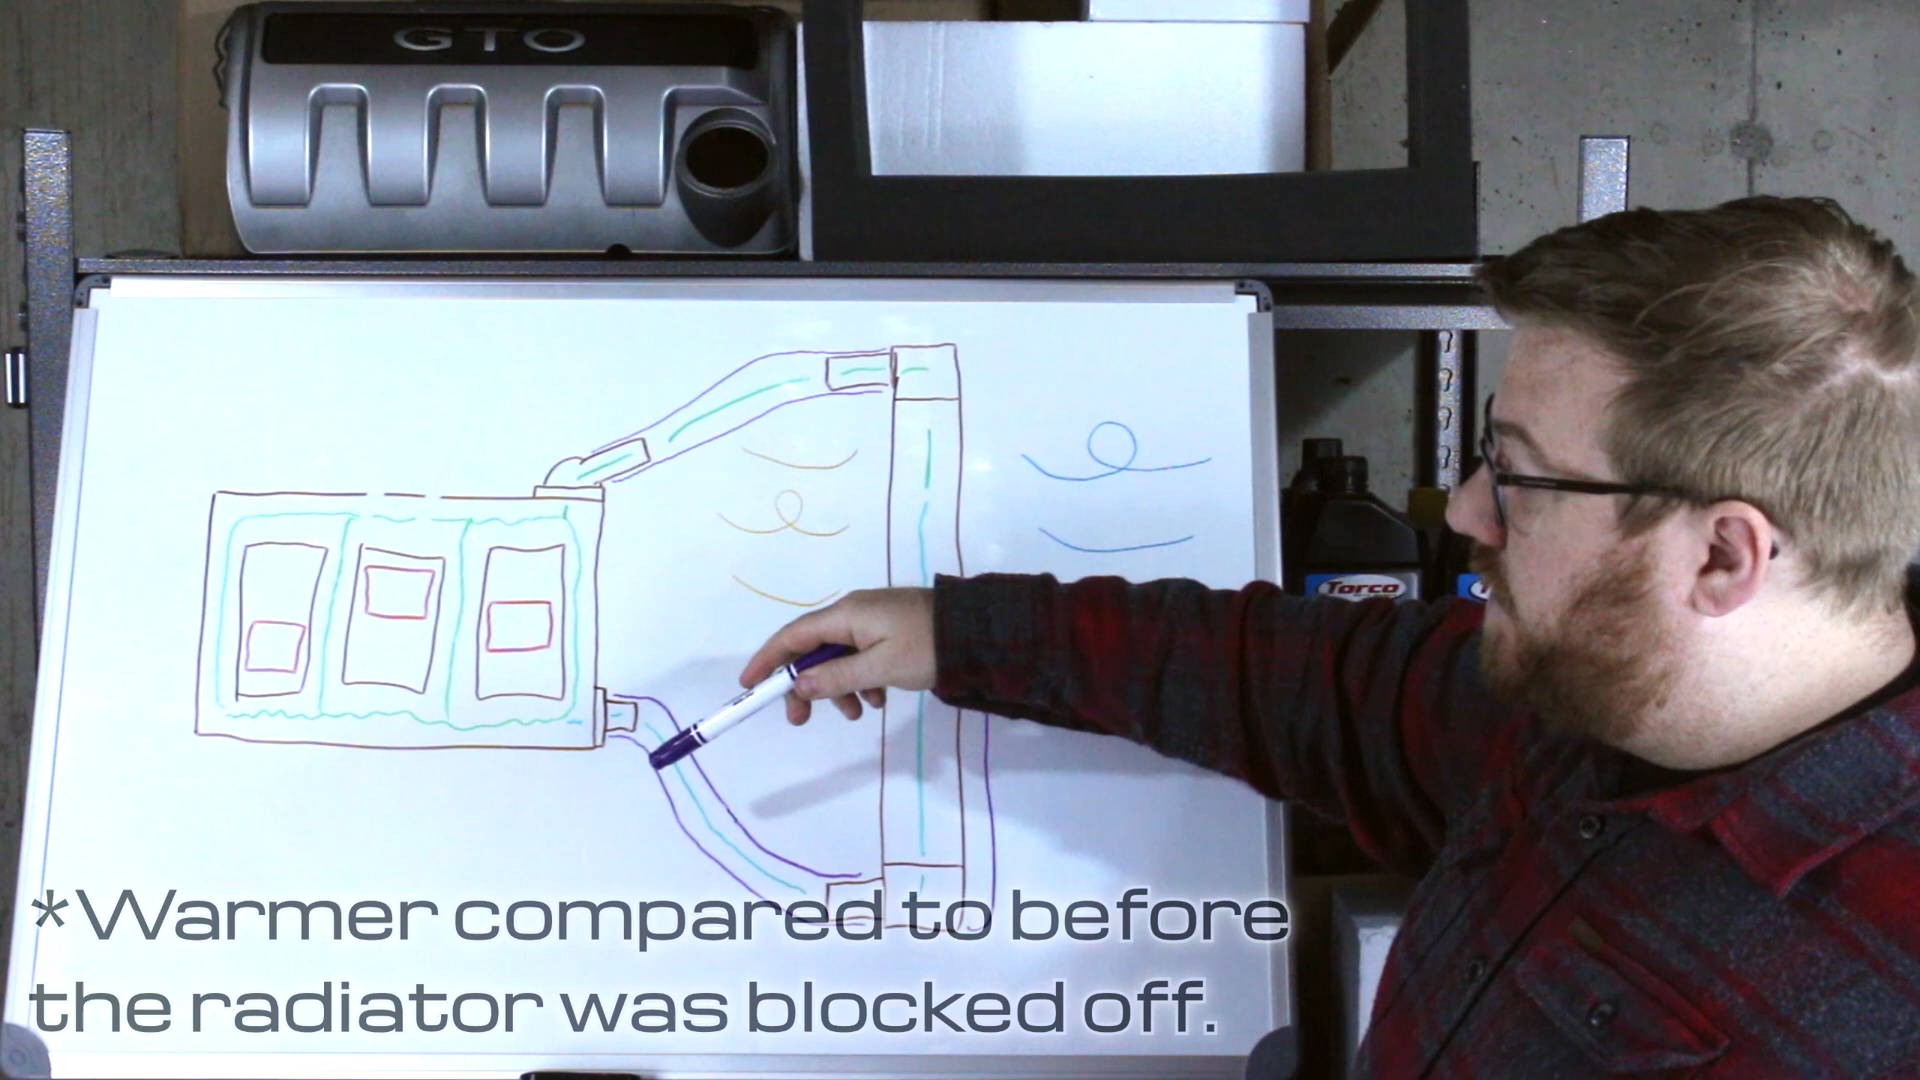 GTO
Torco
*Warmer compared to before
the radiator was blocked off.